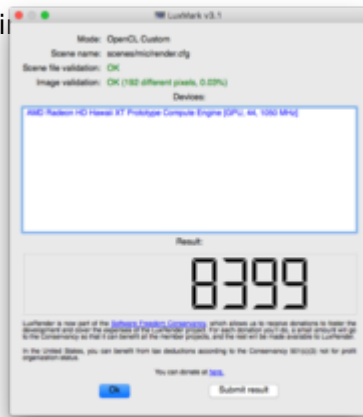 LuxMark v3.1
Mode: OpenCL Custom
Scene name: scenes/mic/render.cfg
Scene file validation: OK
Image validation: OK (192 different pixels, 0.03%)
Devices:
AMD Radeon HD Hawaii XT Prototype Compute Engine [GPU, 44, 1050 MHz]
Result:
8399
LuxRender is now part of the Software Freedom Conservancy, which allows us to receive donations to foster the
development and cover the expenses of the LuxRender project. For each donation you'll do, a small amount will go
to the Conservancy so that it can benefit all the member projects, and the rest will be made available to LuxRender.
In the United States, you can benefit from tax deductions according to the Conservancy 501(c)(3) not for profit
organization status.
You can donate at here.
Ok Submit result